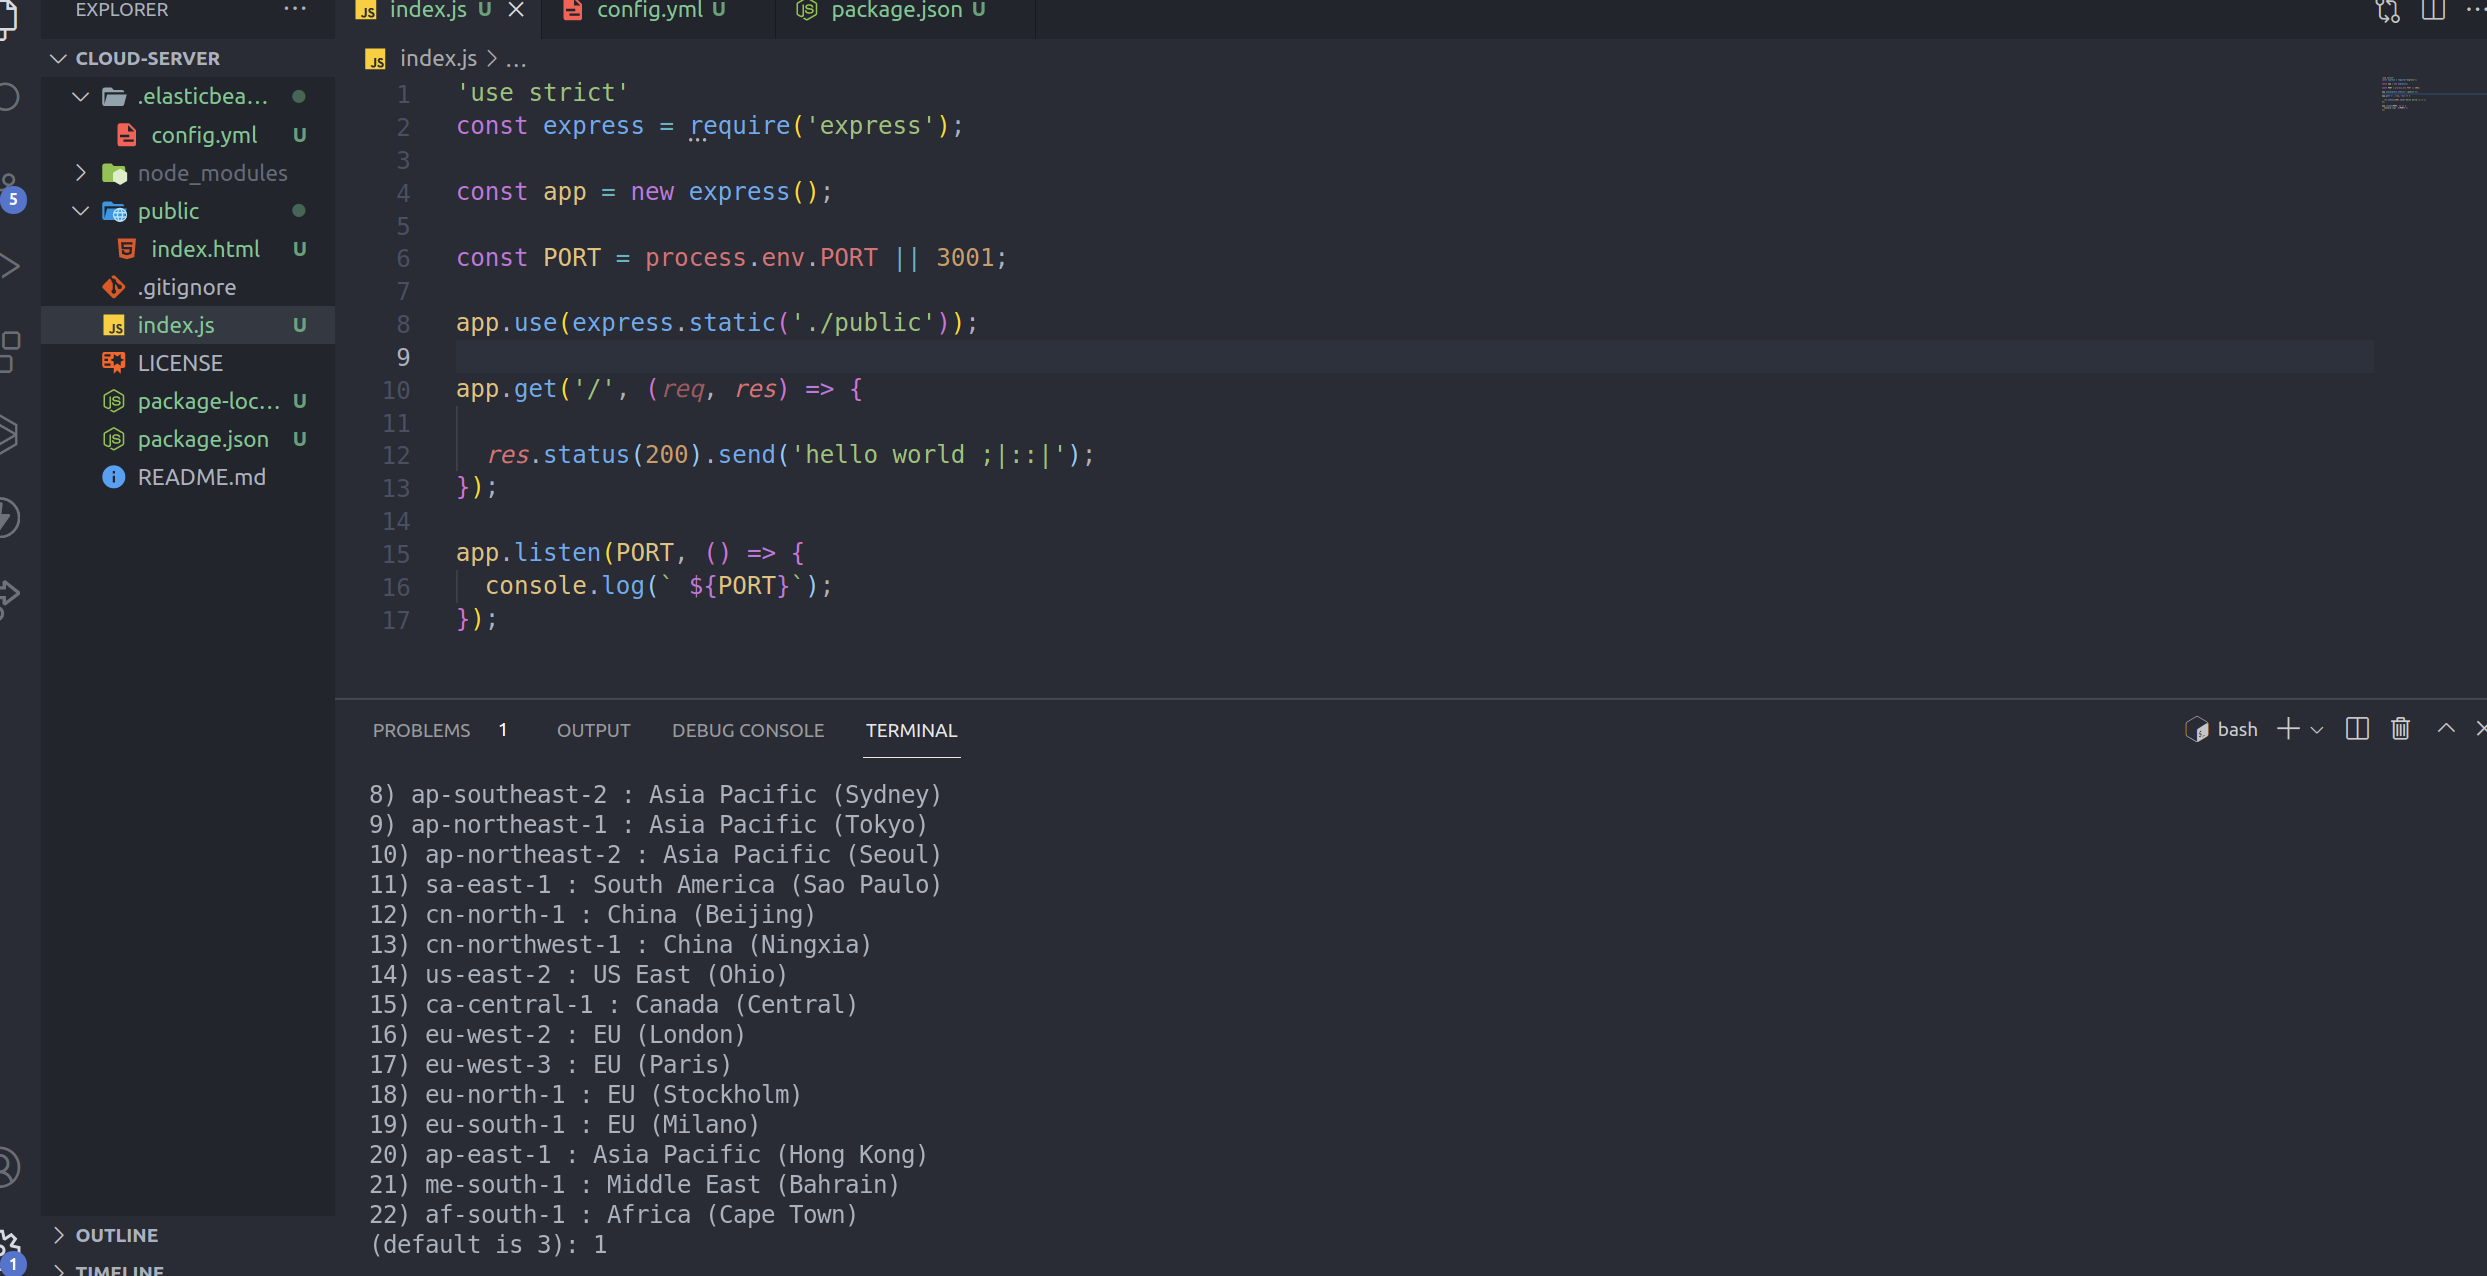 EXPLORER ...
CLOUD-SERVER
.elasticbea...
config.yml U
node_modules
public
index.html U
.gitignore
index.js U
LICENSE
package-loc... U
package.json U
README.md
OUTLINE
TIMELINE
5
1
JS index.js U
config.yml U
package.json U
JS index.js > ...
1 'use strict'
2 const express = require('express');
3
4 const app = new express();
5
6 const PORT = process.env.PORT || 3001;
7
8 app.use(express.static('./public'));
9
10 app.get('/', (req, res) => {
11
12 res.status(200).send('hello world ;|::|');
13 });
14
15 app.listen(PORT, () => {
16 console.log(` ${PORT}`);
17 });
PROBLEMS 1 OUTPUT DEBUG CONSOLE TERMINAL
bash
8) ap-southeast-2 : Asia Pacific (Sydney)
9) ap-northeast-1 : Asia Pacific (Tokyo)
10) ap-northeast-2 : Asia Pacific (Seoul)
11) sa-east-1 : South America (Sao Paulo)
12) cn-north-1 : China (Beijing)
13) cn-northwest-1 : China (Ningxia)
14) us-east-2 : US East (Ohio)
15) ca-central-1 : Canada (Central)
16) eu-west-2 : EU (London)
17) eu-west-3 : EU (Paris)
18) eu-north-1 : EU (Stockholm)
19) eu-south-1 : EU (Milano)
20) ap-east-1 : Asia Pacific (Hong Kong)
21) me-south-1 : Middle East (Bahrain)
22) af-south-1 : Africa (Cape Town)
(default is 3): 1